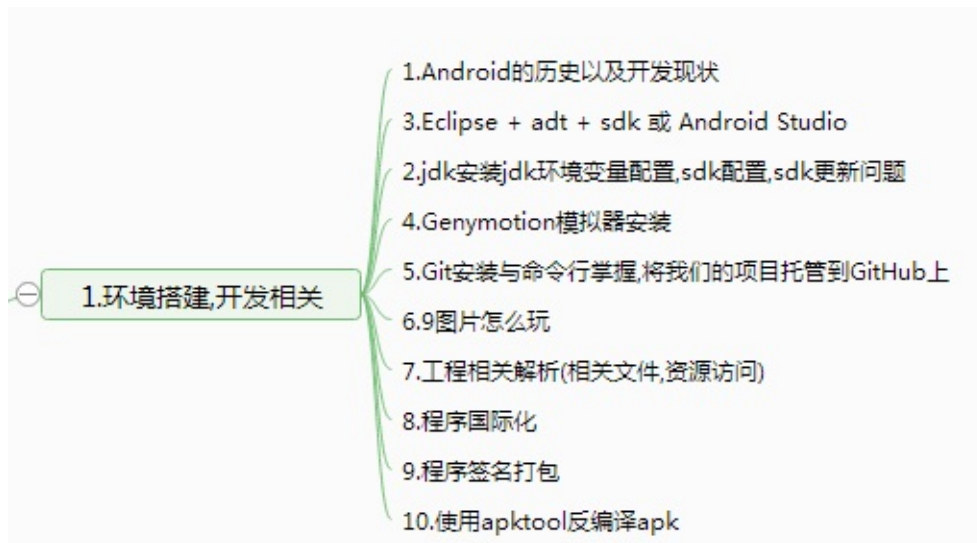 1.环境搭建,开发相关
1.Android的历史以及开发现状
3.Eclipse + adt + sdk 或 Android Studio
2.jdk安装jdk环境变量配置,sdk配置,sdk更新问题
4.Genymotion模拟器安装
5.Git安装与命令行掌握,将我们的项目托管到GitHub上
6.9图片怎么玩
7.工程相关解析(相关文件,资源访问)
8.程序国际化
9.程序签名打包
10.使用apktool反编译apk